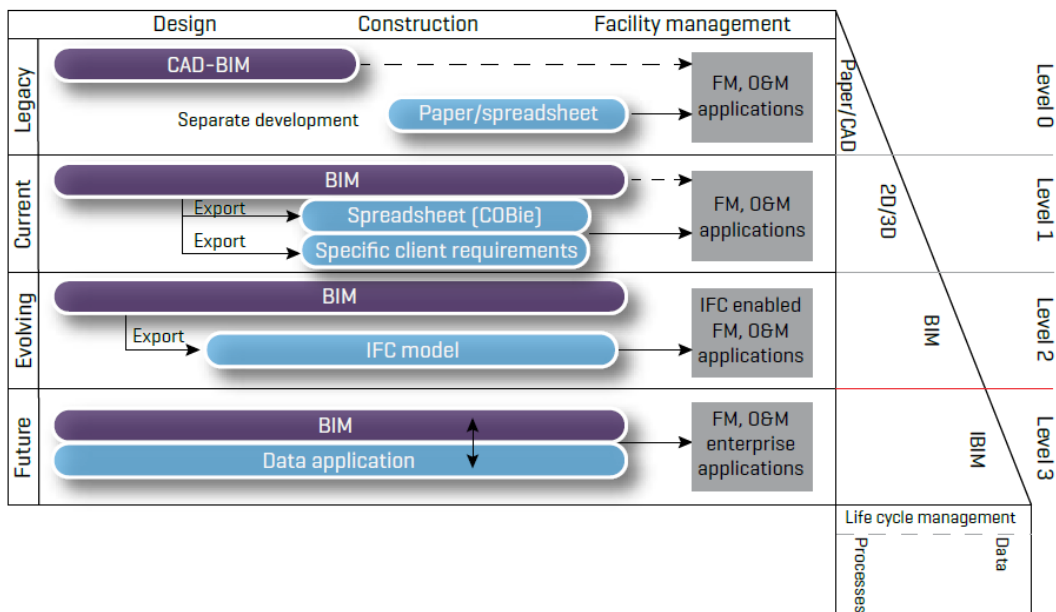 Design
Construction
Facility management
Legacy
CAD-BIM
Separate development
Paper/spreadsheet
FM, O&M
applications
Paper/CAD
Level 0
Current
BIM
Export
Spreadsheet (COBie)
Export
Specific client requirements
FM, O&M
applications
2D/3D
Level 1
Evolving
BIM
Export
IFC model
IFC enabled
FM, O&M
applications
BIM
Level 2
Future
BIM
Data application
FM, O&M
enterprise
applications
IBIM
Level 3
Life cycle management
Processes
Data